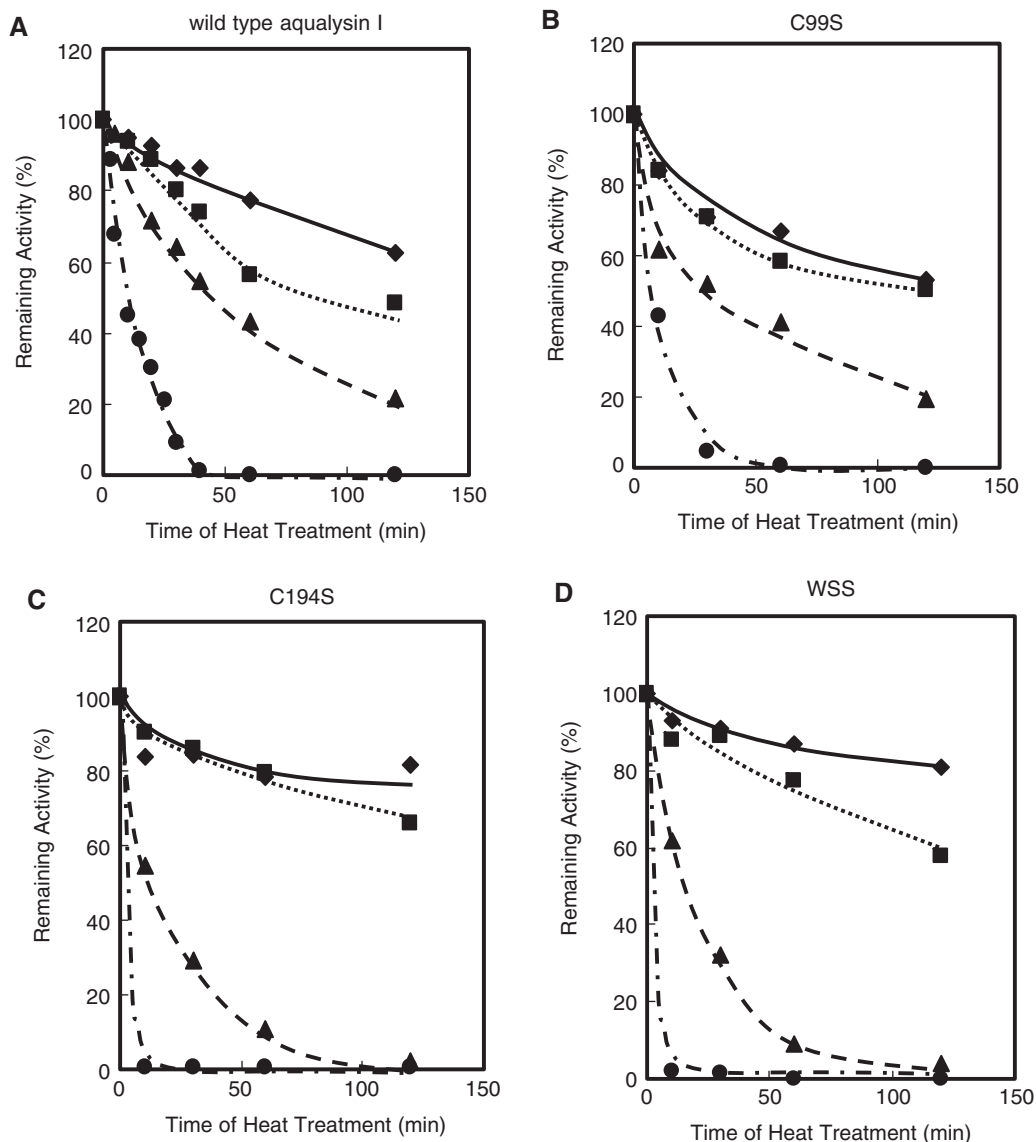 A
wild type aqualysin I
120
100
80
60
40
20
0
0 50 100 150
Remaining Activity (%)
Time of Heat Treatment (min)
B
C99S
120
100
80
60
40
20
0
0 50 100 150
Remaining Activity (%)
Time of Heat Treatment (min)
C
C194S
120
100
80
60
40
20
0
0 50 100 150
Remaining Activity (%)
Time of Heat Treatment (min)
D
WSS
120
100
80
60
40
20
0
0 50 100 150
Remaining Activity (%)
Time of Heat Treatment (min)